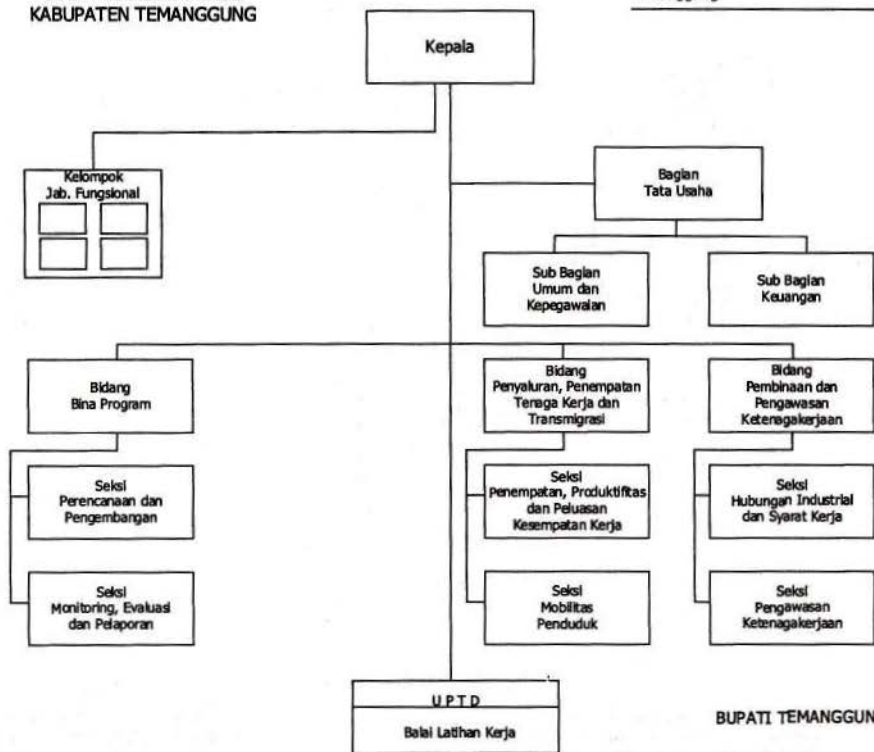 KABUPATEN TEMANGGUNG
Kepala
Kelompok
Jab. Fungsional
Bagian
Tata Usaha
Sub Bagian
Umum dan
Kepegawaian
Sub Bagian
Keuangan
Bidang
Bina Program
Bidang
Penyaluran, Penempatan
Tenaga Kerja dan
Transmigrasi
Bidang
Pembinaan dan
Pengawasan
Ketenagakerjaan
Seksi
Perencanaan dan
Pengembangan
Seksi
Penempatan, Produktifitas
dan Peluasan
Kesempatan Kerja
Seksi
Hubungan Industrial
dan Syarat Kerja
Seksi
Monitoring, Evaluasi
dan Pelaporan
Seksi
Mobilitas
Penduduk
Seksi
Pengawasan
Ketenagakerjaan
UPTD
Balai Latihan Kerja
BUPATI TEMANGGUN